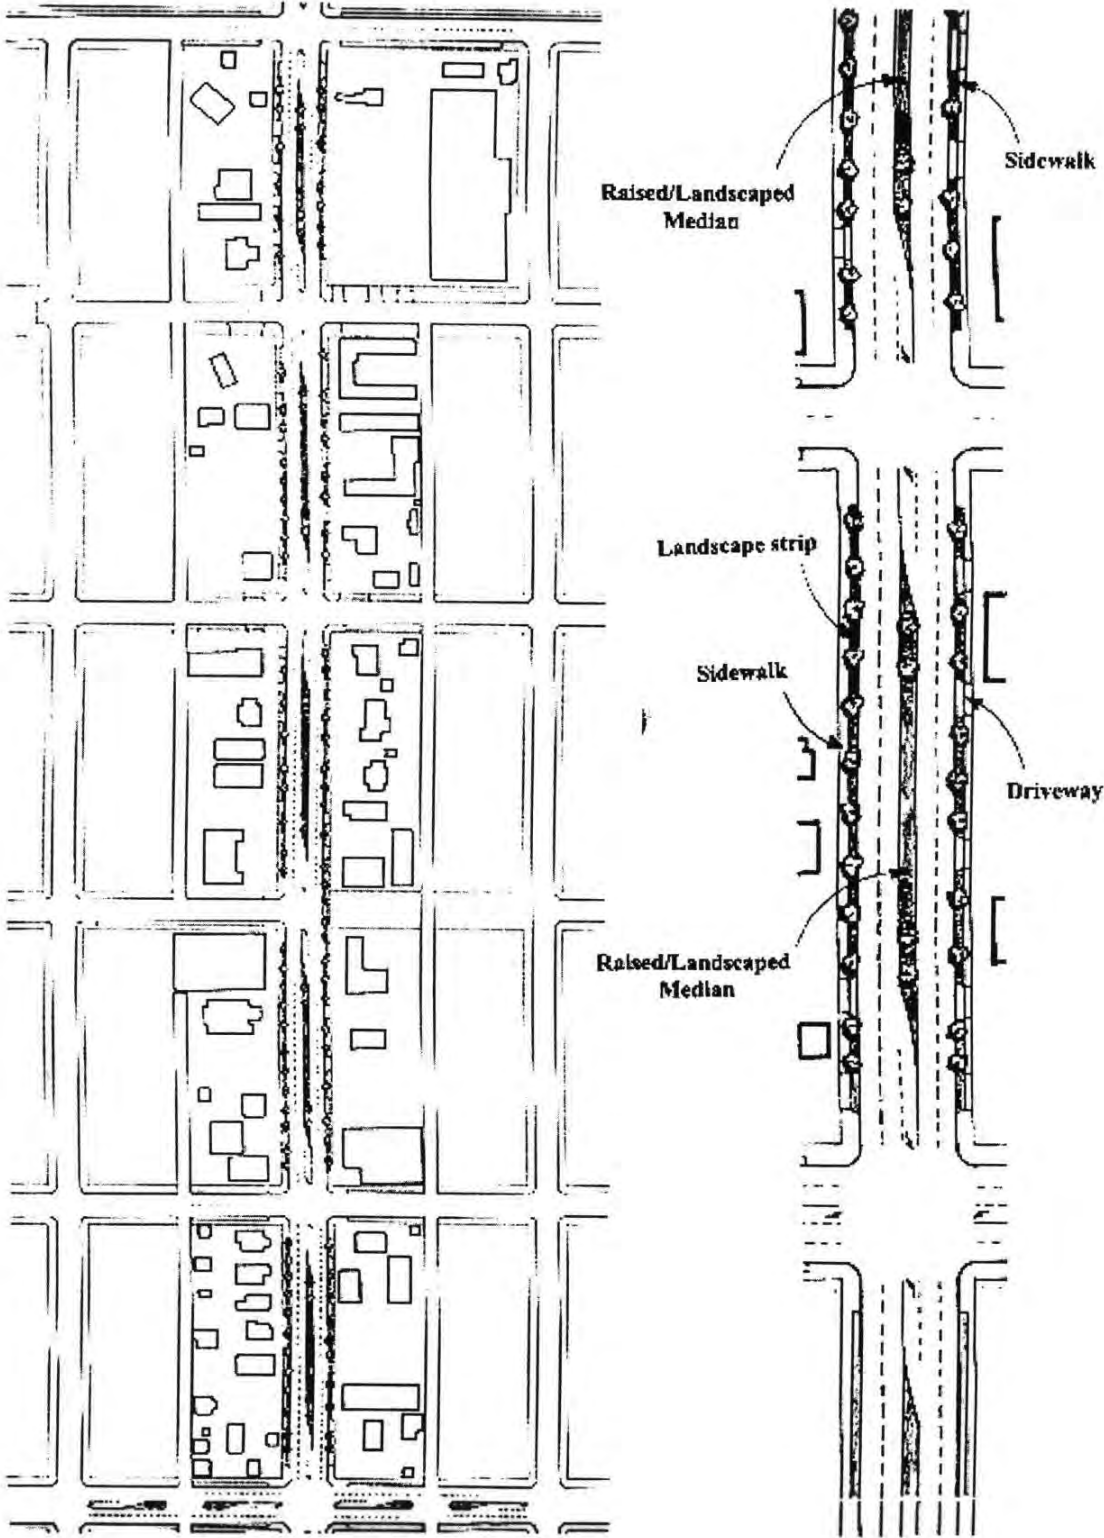 Sidewalk
Raised/Landscaped
Median
Landscape strip
Sidewalk
Driveway
Raised/Landscaped
Median